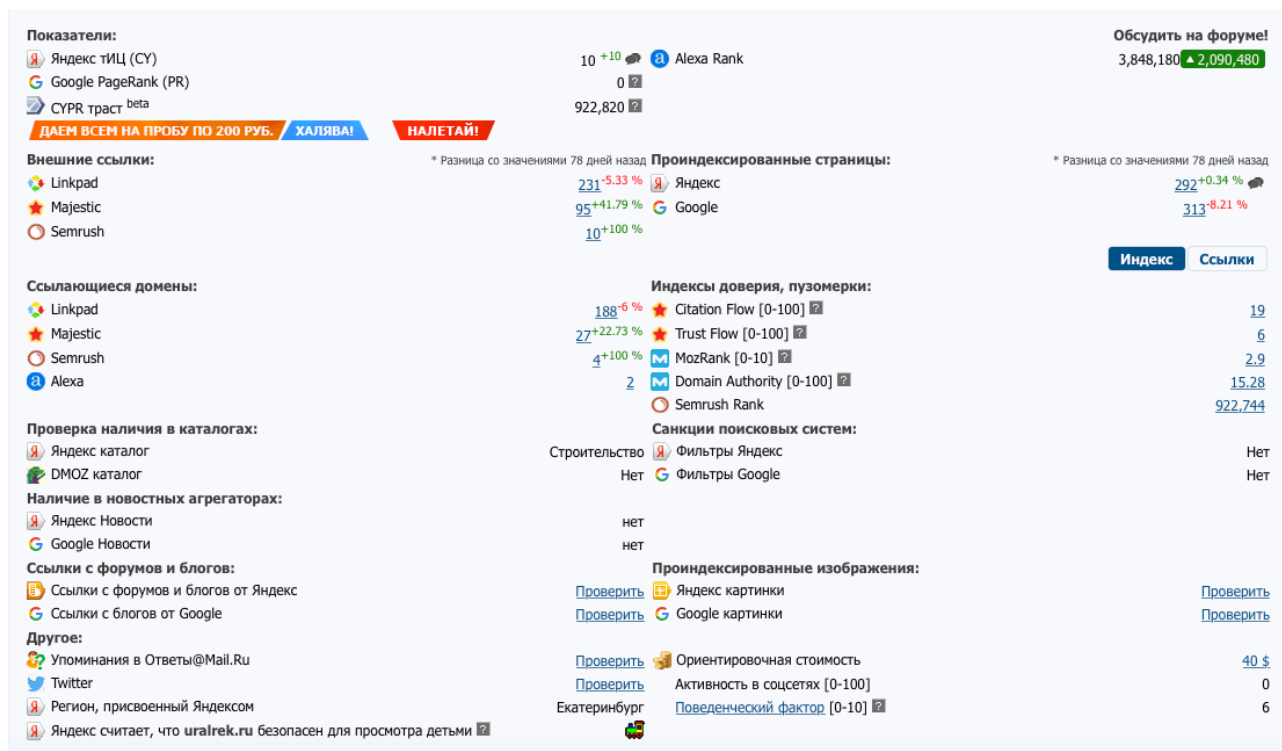 Показатели:
Обсудить на форуме!
Яндекс тИЦ (CY) 10 +10
Alexa Rank 3,848,180 ▲ 2,090,480
Google PageRank (PR) 0 ?
CYPR траст beta 922,820 ?
ДАЕМ ВСЕМ НА ПРОБУ ПО 200 РУБ. ХАЛЯВА! НАЛЕТАЙ!
Внешние ссылки: * Разница со значениями 78 дней назад
Linkpad 231 -5.33 %
Majestic 95 +41.79 %
Semrush 10 +100 %
Проиндексированные страницы: * Разница со значениями 78 дней назад
Яндекс 292 +0.34 %
Google 313 -8.21 %
Индекс Ссылки
Ссылающиеся домены:
Linkpad 188 -6 %
Majestic 27 +22.73 %
Semrush 4 +100 %
Alexa 2
Индексы доверия, пузомерки:
Citation Flow [0-100] ? 19
Trust Flow [0-100] ? 6
MozRank [0-10] ? 2.9
Domain Authority [0-100] ? 15.28
Semrush Rank 922,744
Проверка наличия в каталогах:
Яндекс каталог Строительство
DMOZ каталог Нет
Санкции поисковых систем:
Фильтры Яндекс Нет
Фильтры Google Нет
Наличие в новостных агрегаторах:
Яндекс Новости нет
Google Новости нет
Ссылки с форумов и блогов:
Ссылки с форумов и блогов от Яндекс Проверить
Ссылки с блогов от Google Проверить
Проиндексированные изображения:
Яндекс картинки Проверить
Google картинки Проверить
Другое:
Упоминания в Ответы@Mail.Ru Проверить
Twitter Проверить
Регион, присвоенный Яндексом Екатеринбург
Яндекс считает, что uralrek.ru безопасен для просмотра детьми ?
Ориентировочная стоимость 40 $
Активность в соцсетях [0-100] 0
Поведенческий фактор [0-10] ? 6